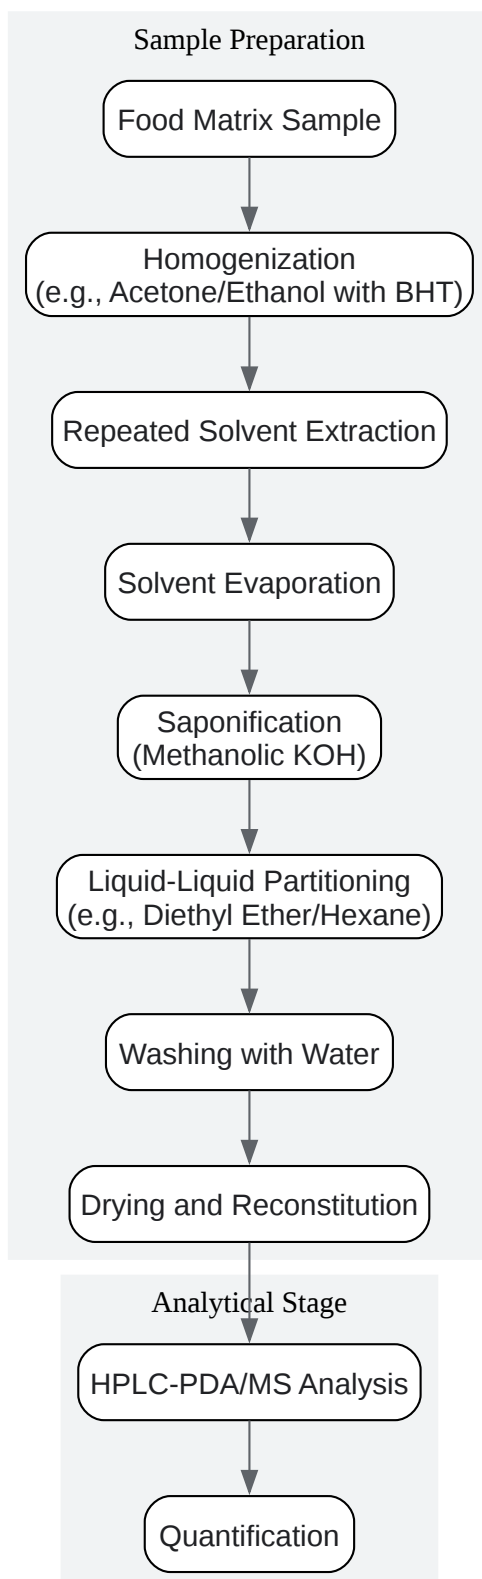 Sample Preparation
Food Matrix Sample
Homogenization
(e.g., Acetone/Ethanol with BHT)
Repeated Solvent Extraction
Solvent Evaporation
Saponification
(Methanolic KOH)
Liquid-Liquid Partitioning
(e.g., Diethyl Ether/Hexane)
Washing with Water
Drying and Reconstitution
Analytical Stage
HPLC-PDA/MS Analysis
Quantification